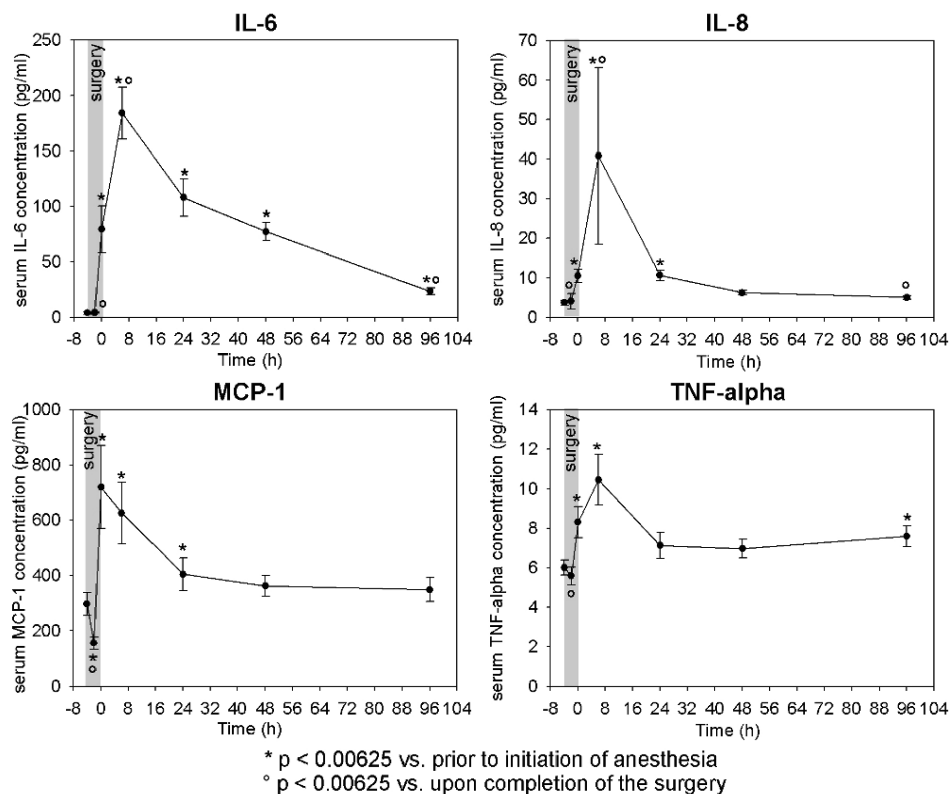 IL-6
serum IL-6 concentration (pg/ml)
250
200
150
100
50
0
surgery
* °
*
*
*
* °
°
-8 0 8 16 24 32 40 48 56 64 72 80 88 96 104
Time (h)
IL-8
serum IL-8 concentration (pg/ml)
70
60
50
40
30
20
10
0
surgery
* °
*
*
°
°
-8 0 8 16 24 32 40 48 56 64 72 80 88 96 104
Time (h)
MCP-1
serum MCP-1 concentration (pg/ml)
1000
800
600
400
200
0
surgery
*
*
*
° *
-8 0 8 16 24 32 40 48 56 64 72 80 88 96 104
Time (h)
TNF-alpha
serum TNF-alpha concentration (pg/ml)
14
12
10
8
6
4
2
0
surgery
*
*
*
°
-8 0 8 16 24 32 40 48 56 64 72 80 88 96 104
Time (h)
* p < 0.00625 vs. prior to initiation of anesthesia
° p < 0.00625 vs. upon completion of the surgery